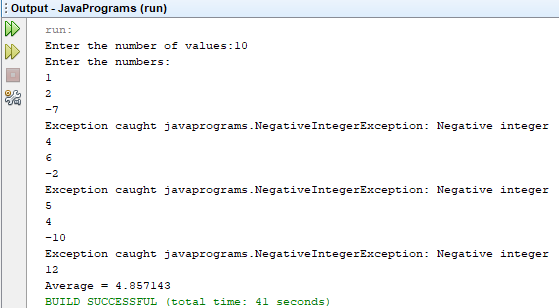 Output - JavaPrograms (run)
run:
Enter the number of values:10
Enter the numbers:
1
2
-7
Exception caught javaprograms.NegativeIntegerException: Negative integer
4
6
-2
Exception caught javaprograms.NegativeIntegerException: Negative integer
5
4
-10
Exception caught javaprograms.NegativeIntegerException: Negative integer
12
Average = 4.857143
BUILD SUCCESSFUL (total time: 41 seconds)